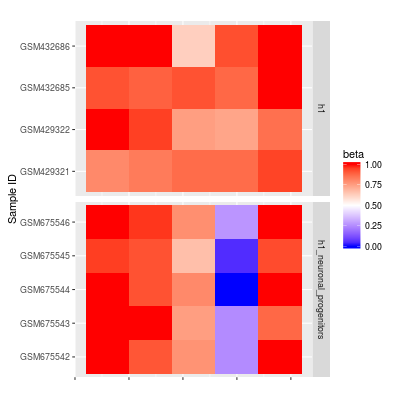 GSM432686
GSM432685
GSM429322
GSM429321
h1
GSM675546
GSM675545
GSM675544
GSM675543
GSM675542
h1_neuronal_progenitors
Sample ID
beta
1.00
0.75
0.50
0.25
0.00